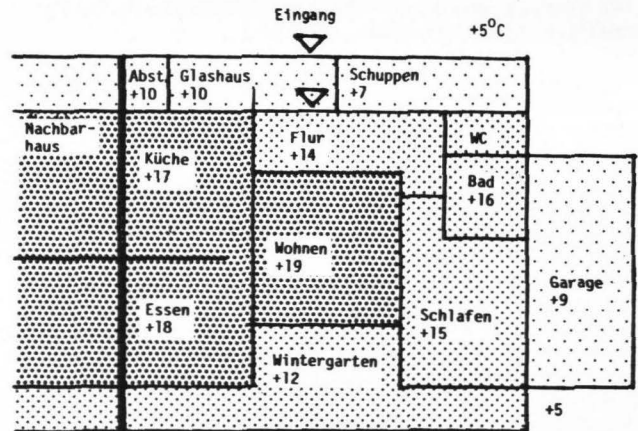 Eingang
+5°C
Abst.
+10
Glashaus
+10
Schuppen
+7
Nachbar-
haus
Küche
+17
Flur
+14
WC
Bad
+16
Wohnen
+19
Garage
+9
Essen
+18
Schlafen
+15
Wintergarten
+12
+5